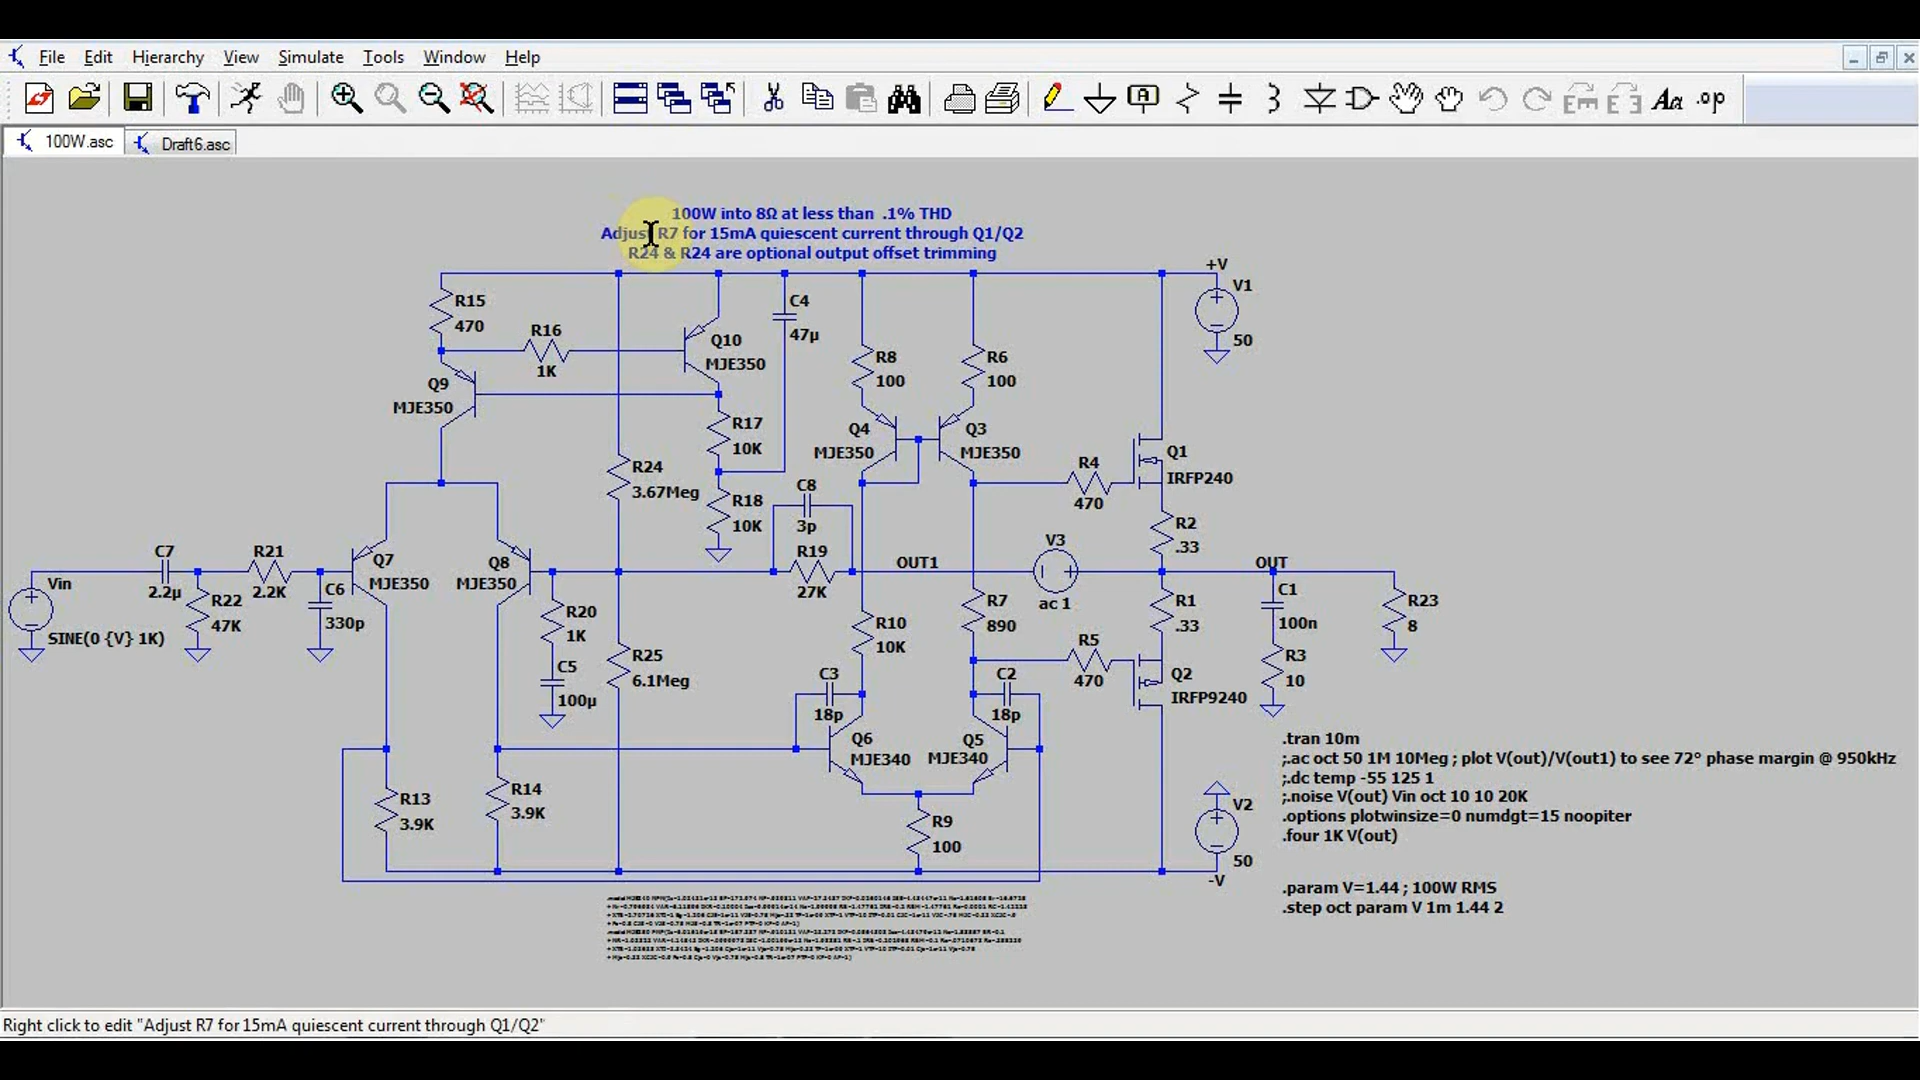 File Edit Hierarchy View Simulate Tools Window Help
A Aa .op
100W.asc Draft6.asc
100W into 8Ω at less than .1% THD
Adjust R7 for 15mA quiescent current through Q1/Q2
R24 & R24 are optional output offset trimming
+V
V1
50
R15
470
R16
1K
Q10
MJE350
C4
47µ
R8
100
R6
100
Q9
MJE350
R17
10K
Q4
MJE350
Q3
MJE350
R24
3.67Meg
R18
10K
C8
3p
R4
470
Q1
IRFP240
R2
.33
Vin
SINE(0 {V} 1K)
C7
2.2µ
R22
47K
R21
2.2K
C6
330p
Q7
MJE350
Q8
MJE350
R20
1K
C5
100µ
R19
27K
OUT1
V3
ac 1
OUT
R25
6.1Meg
R10
10K
R7
890
R5
470
R1
.33
C1
100n
R3
10
R23
8
C3
18p
C2
18p
Q2
IRFP9240
Q6
MJE340
Q5
MJE340
R13
3.9K
R14
3.9K
R9
100
V2
50
-V
.tran 10m
;.ac oct 50 1M 10Meg ; plot V(out)/V(out1) to see 72° phase margin @ 950kHz
;.dc temp -55 125 1
;.noise V(out) Vin oct 10 10 20K
.options plotwinsize=0 numdgt=15 noopiter
.four 1K V(out)
.param V=1.44 ; 100W RMS
.step oct param V 1m 1.44 2
Right click to edit "Adjust R7 for 15mA quiescent current through Q1/Q2"